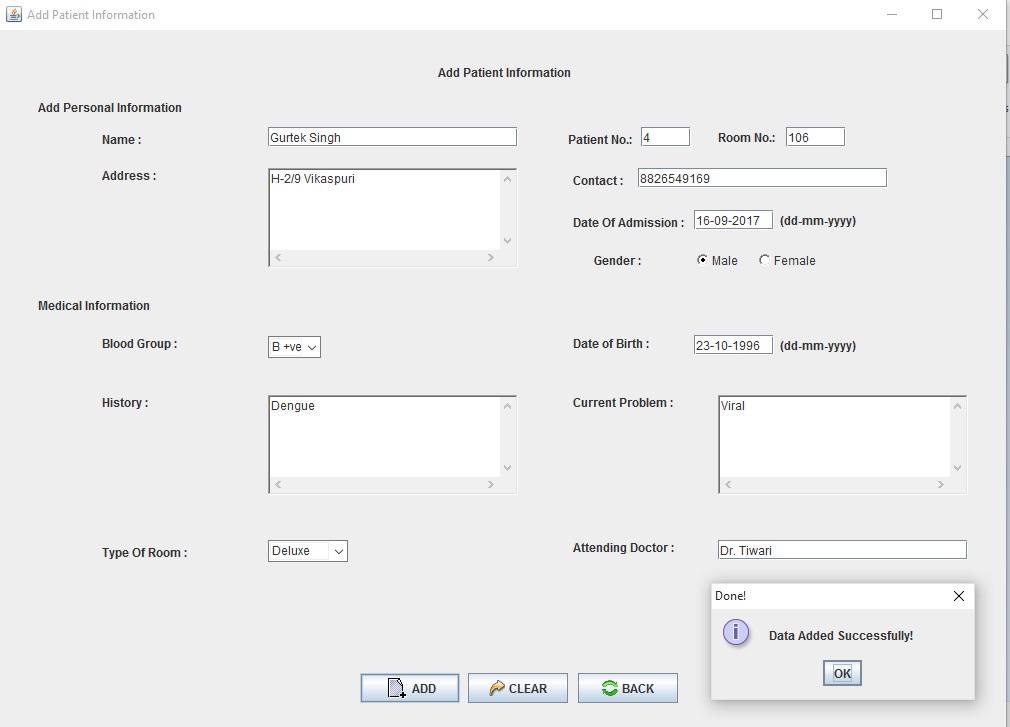 Add Patient Information
Add Patient Information
Add Personal Information
Name : Gurtek Singh Patient No.: 4 Room No.: 106
Address : H-2/9 Vikaspuri Contact : 8826549169
Date Of Admission : 16-09-2017 (dd-mm-yyyy)
Gender : Male Female
Medical Information
Blood Group : B +ve Date of Birth : 23-10-1996 (dd-mm-yyyy)
History : Dengue Current Problem : Viral
Type Of Room : Deluxe Attending Doctor : Dr. Tiwari
Done!
Data Added Successfully!
OK
ADD CLEAR BACK